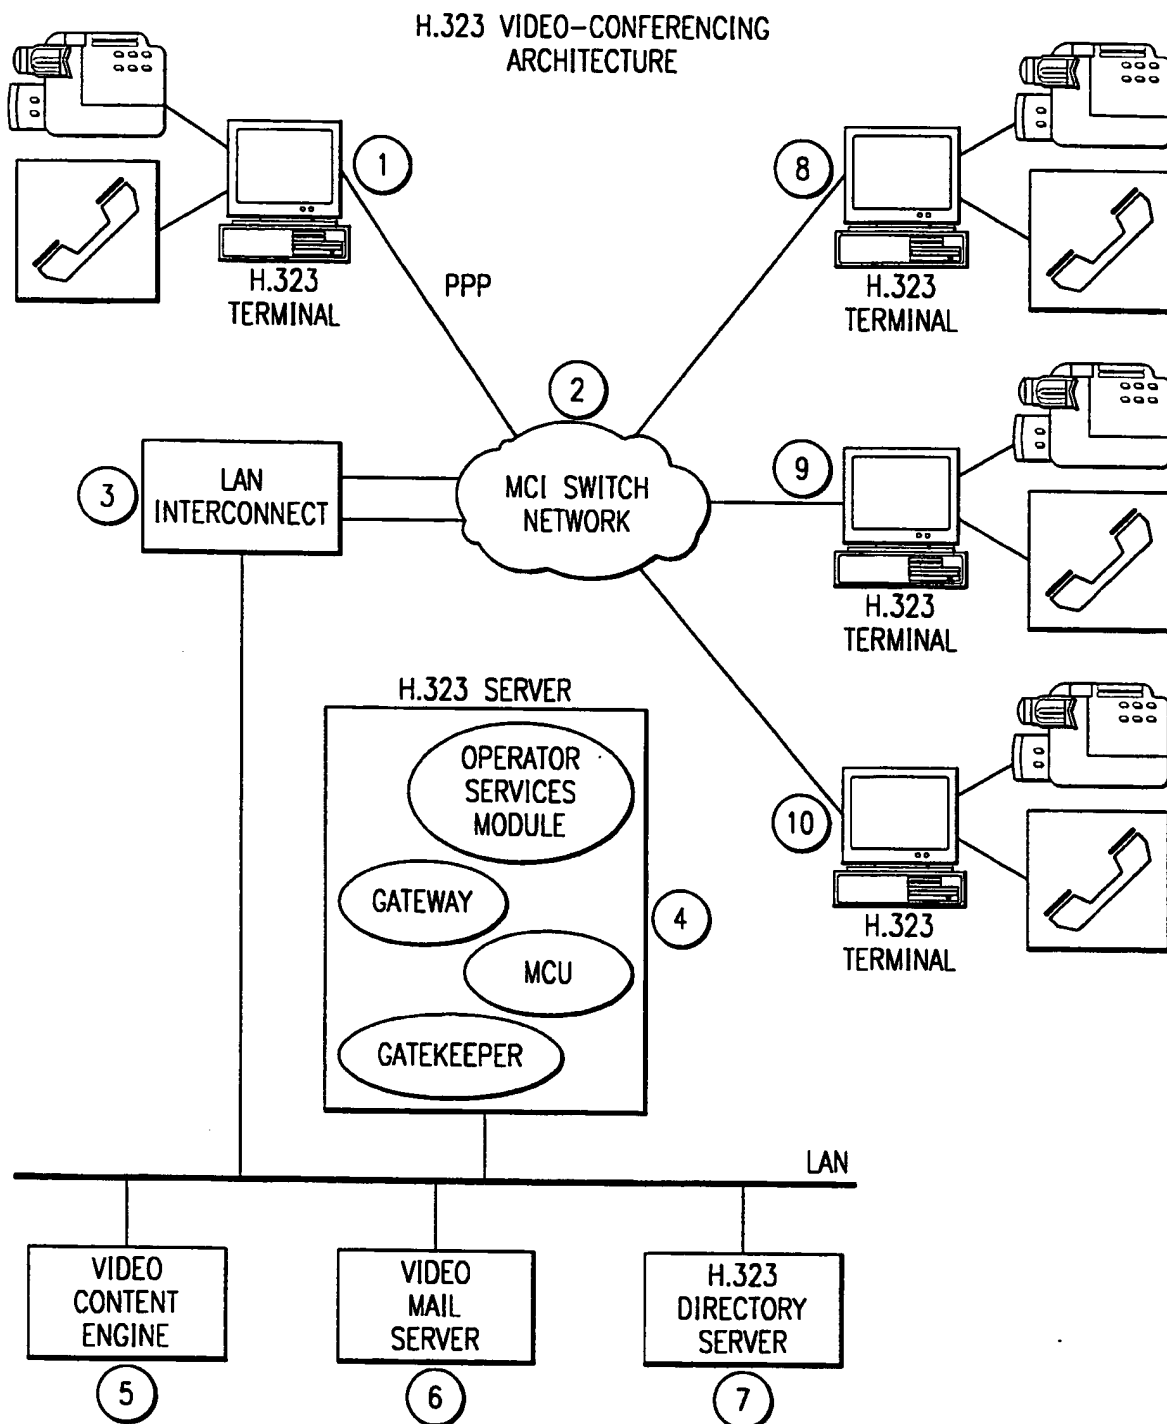 H.323 VIDEO-CONFERENCING
ARCHITECTURE
1
H.323
TERMINAL
PPP
8
H.323
TERMINAL
2
MCI SWITCH
NETWORK
3
LAN
INTERCONNECT
9
H.323
TERMINAL
H.323 SERVER
OPERATOR
SERVICES
MODULE
GATEWAY
MCU
GATEKEEPER
4
10
H.323
TERMINAL
LAN
VIDEO
CONTENT
ENGINE
5
VIDEO
MAIL
SERVER
6
H.323
DIRECTORY
SERVER
7